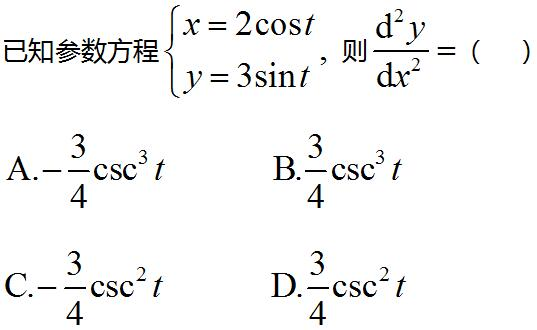 已知参数方程 $\begin{cases} x = 2\cos t \\ y = 3\sin t \end{cases}$, 则 $\dfrac{\mathrm{d}^2 y}{\mathrm{d}x^2} =$ (    )
A. $-\dfrac{3}{4}\csc^3 t$    B. $\dfrac{3}{4}\csc^3 t$
C. $-\dfrac{3}{4}\csc^2 t$    D. $\dfrac{3}{4}\csc^2 t$